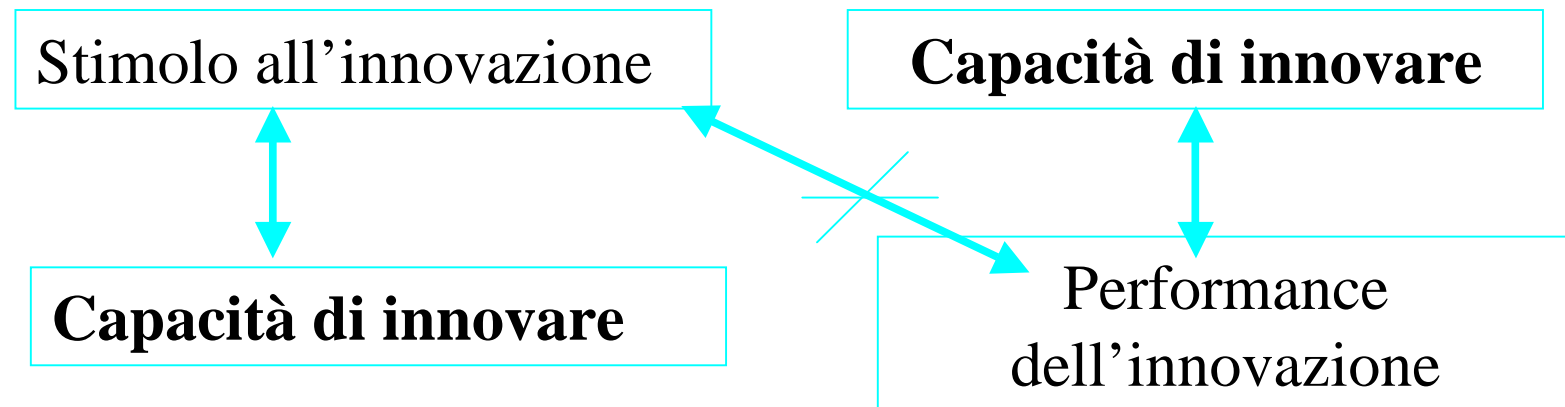 Stimolo all’innovazione
Capacità di innovare
Capacità di innovare
Performance
dell’innovazione